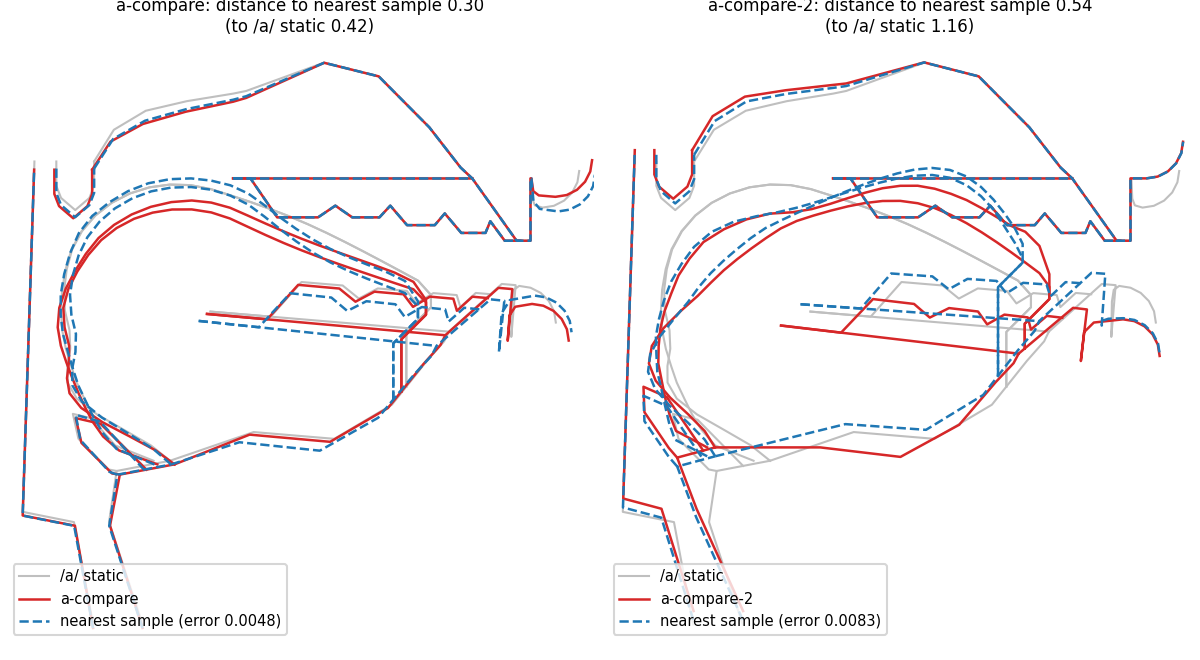 a-compare: distance to nearest sample 0.30
(to /a/ static 0.42)
a-compare-2: distance to nearest sample 0.54
(to /a/ static 1.16)
/a/ static
a-compare
nearest sample (error 0.0048)
/a/ static
a-compare-2
nearest sample (error 0.0083)